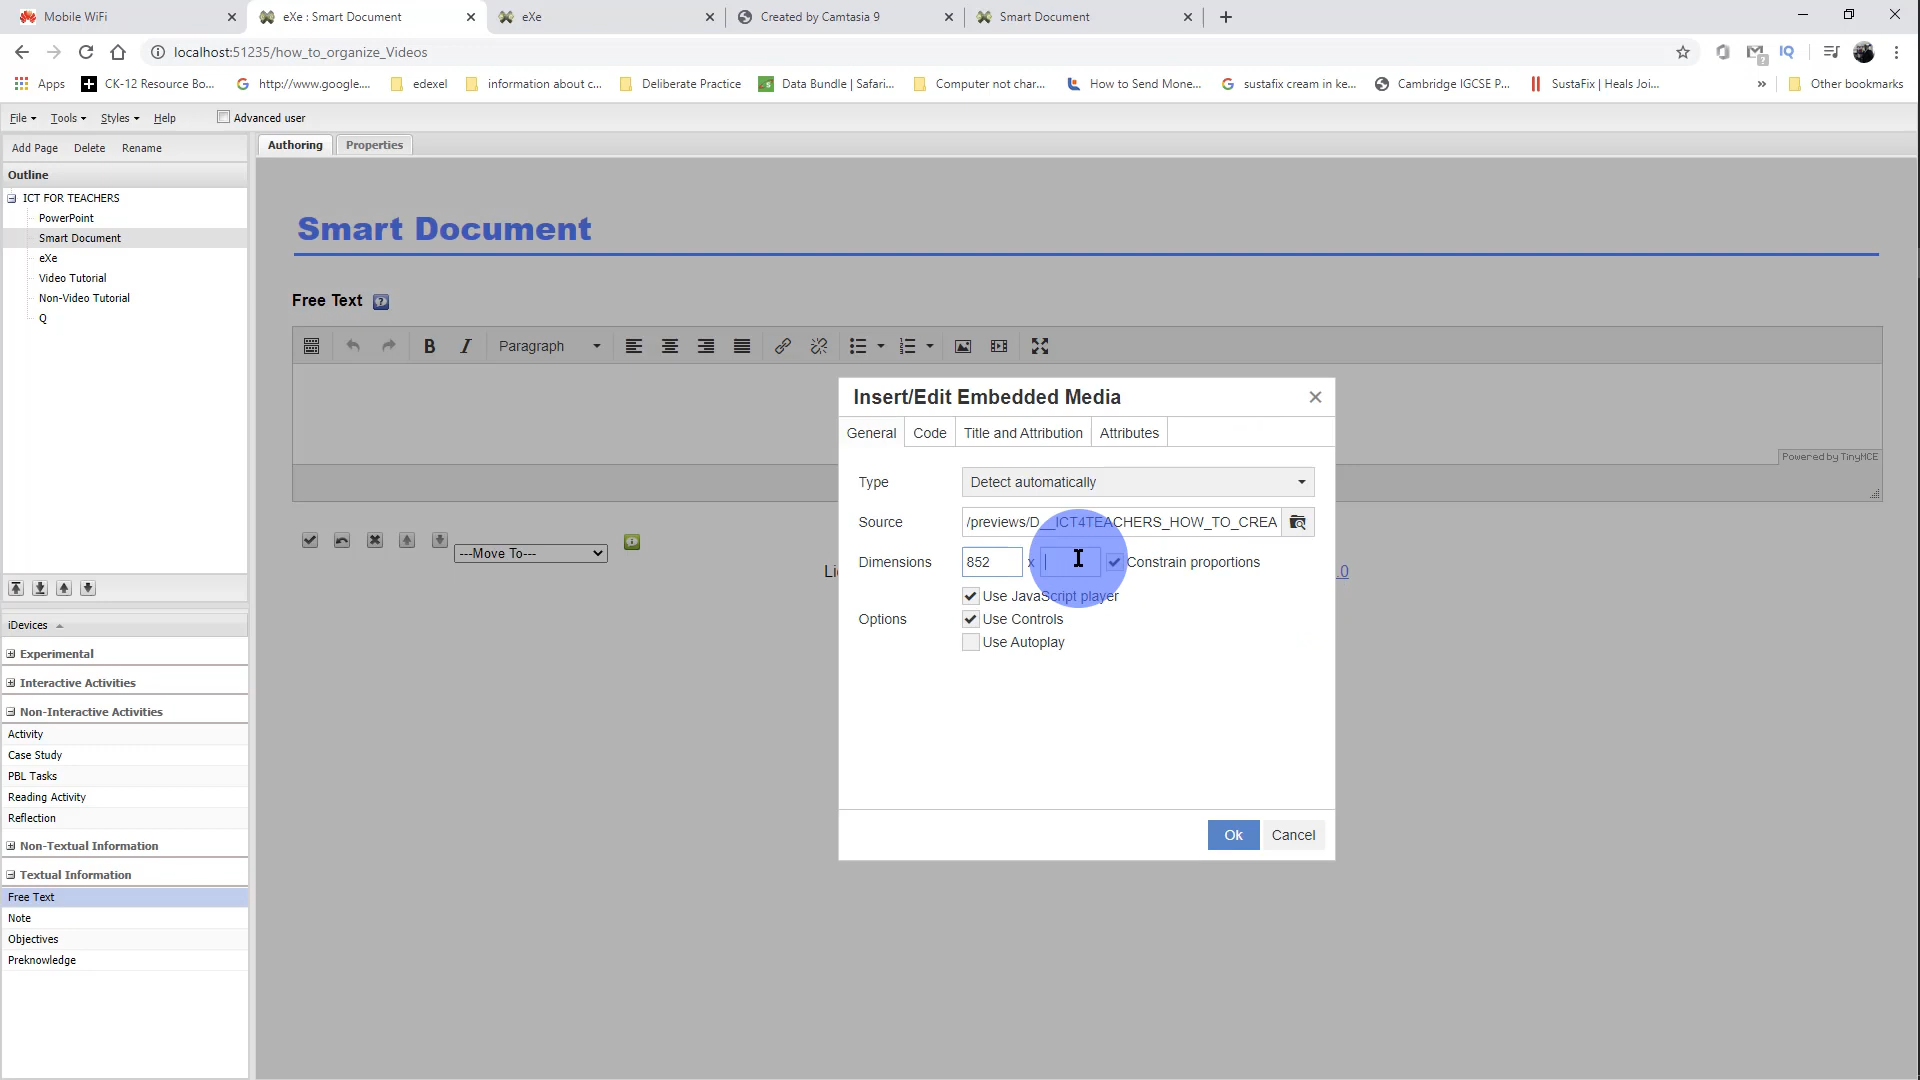 Mobile WiFi
eXe : Smart Document
eXe
Created by Camtasia 9
Smart Document
localhost:51235/how_to_organize_Videos
Apps
CK-12 Resource Bo...
http://www.google....
edexel
information about c...
Deliberate Practice
Data Bundle | Safari...
Computer not char...
How to Send Mone...
sustafix cream in ke...
Cambridge IGCSE P...
SustaFix | Heals Joi...
»
Other bookmarks
File
Tools
Styles
Help
Advanced user
Add Page
Delete
Rename
Authoring
Properties
Outline
ICT FOR TEACHERS
PowerPoint
Smart Document
eXe
Video Tutorial
Non-Video Tutorial
Q
Smart Document
Free Text
B
I
Paragraph
Powered by TinyMCE
---Move To---
Li
.0
Insert/Edit Embedded Media
General
Code
Title and Attribution
Attributes
Type
Detect automatically
Source
/previews/D__ICT4TEACHERS_HOW_TO_CREA
Dimensions
852
x
Constrain proportions
Use JavaScript player
Options
Use Controls
Use Autoplay
Ok
Cancel
iDevices
Experimental
Interactive Activities
Non-Interactive Activities
Activity
Case Study
PBL Tasks
Reading Activity
Reflection
Non-Textual Information
Textual Information
Free Text
Note
Objectives
Preknowledge